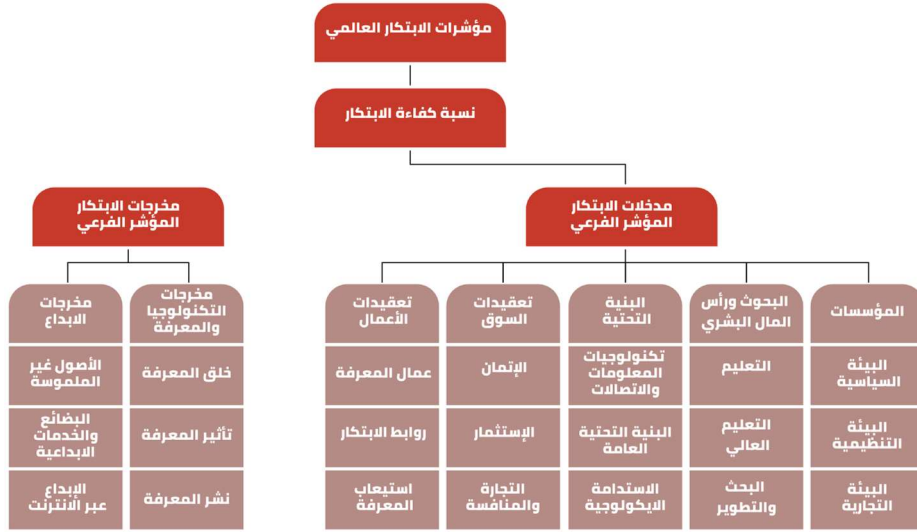 مؤشرات الابتكار العالمي
نسبة كفاءة الابتكار
مدخلات الابتكار
المؤشر الفرعي
المؤسسات
البيئة
السياسية
البيئة
التنظيمية
البيئة
التجارية
البحوث ورأس
المال البشري
التعليم
التعليم
العالي
البحث
والتطوير
البنية
التحتية
تكنولوجيات
المعلومات
والاتصالات
البنية التحتية
العامة
الاستدامة
الايكولوجية
تعقيدات
السوق
الإتمان
الإستثمار
التجارة
والمنافسة
تعقيدات
الأعمال
عمال المعرفة
روابط الابتكار
استيعاب
المعرفة
مخرجات الابتكار
المؤشر الفرعي
مخرجات
التكنولوجيا
والمعرفة
خلق المعرفة
تأثير المعرفة
نشر المعرفة
مخرجات
الابداع
الأصول غير
الملموسة
البضائع
والخدمات
الابداعية
الإبداع
عبر الأنترنت